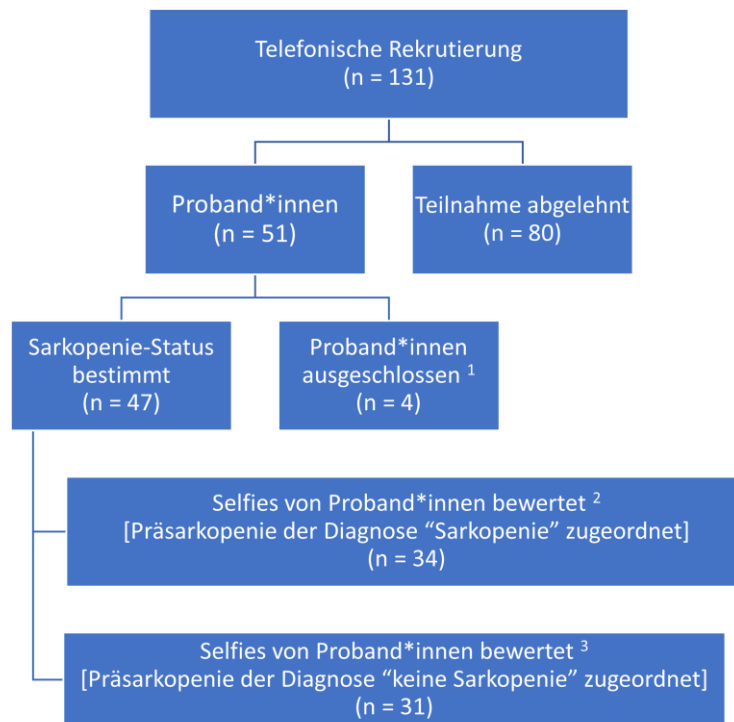 Telefonische Rekrutierung
(n = 131)
Proband*innen
(n = 51)
Teilnahme abgelehnt
(n = 80)
Sarkopenie-Status
bestimmt
(n = 47)
Proband*innen
ausgeschlossen ¹
(n = 4)
Selfies von Proband*innen bewertet ²
[Präsarkopenie der Diagnose “Sarkopenie” zugeordnet]
(n = 34)
Selfies von Proband*innen bewertet ³
[Präsarkopenie der Diagnose “keine Sarkopenie” zugeordnet]
(n = 31)